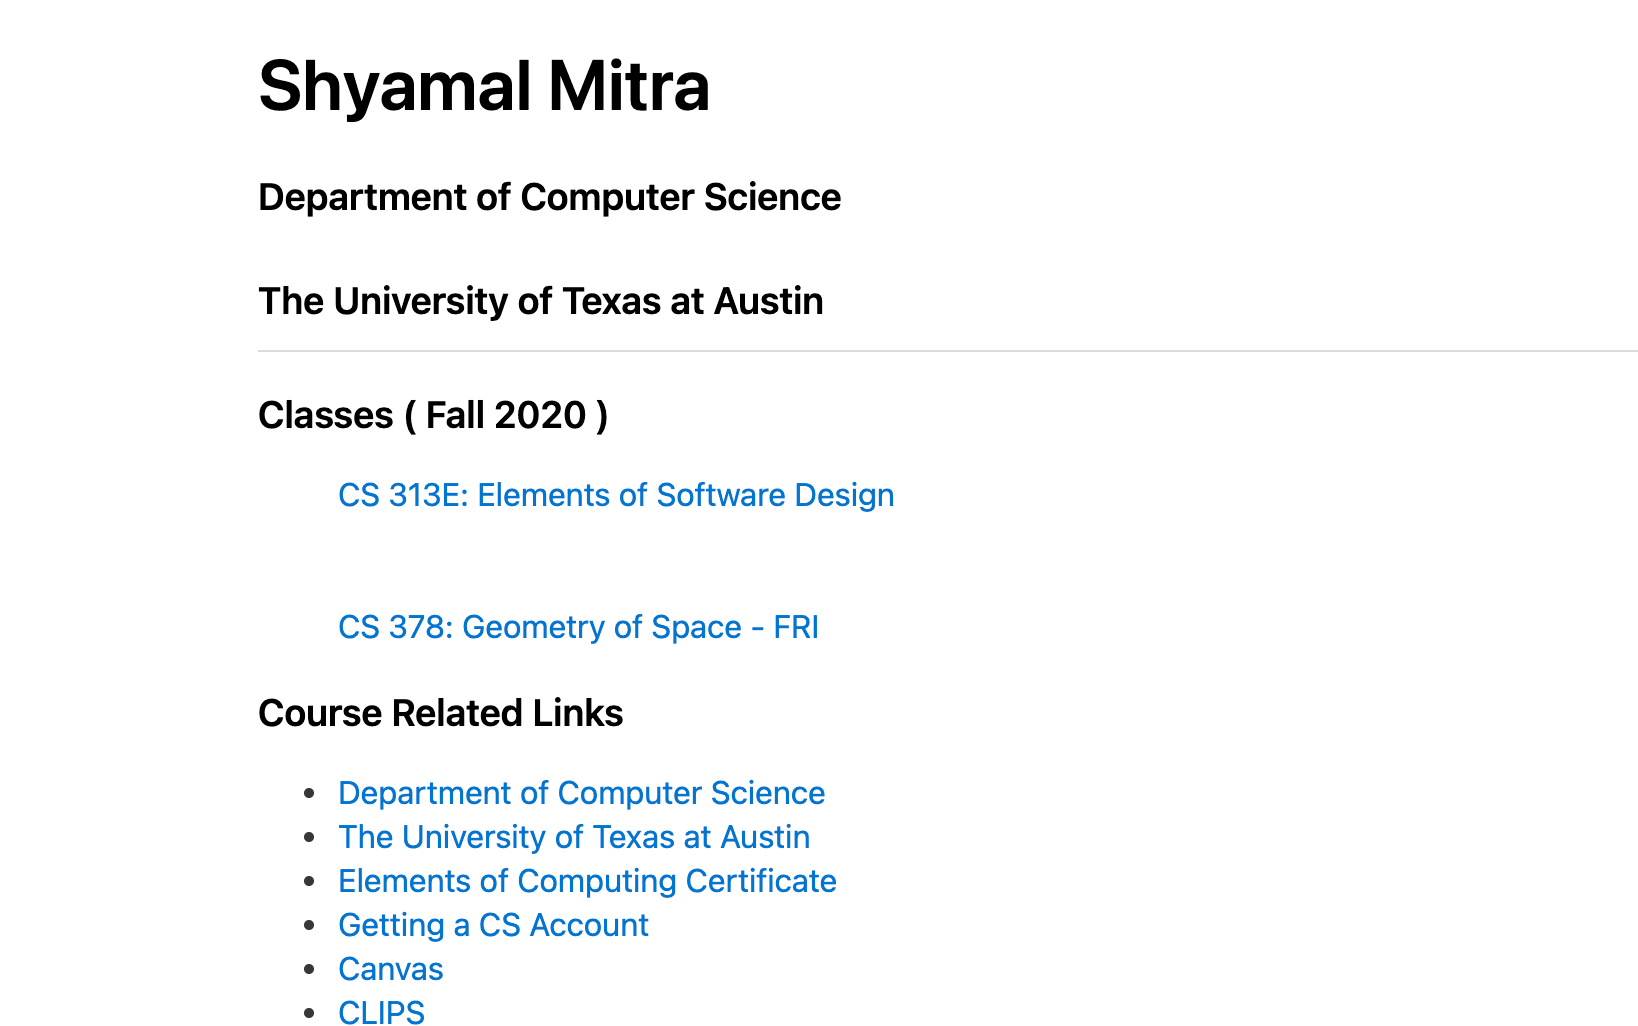 Shyamal Mitra
Department of Computer Science
The University of Texas at Austin
Classes ( Fall 2020 )
CS 313E: Elements of Software Design
CS 378: Geometry of Space - FRI
Course Related Links
• Department of Computer Science
• The University of Texas at Austin
• Elements of Computing Certificate
• Getting a CS Account
• Canvas
• CLIPS